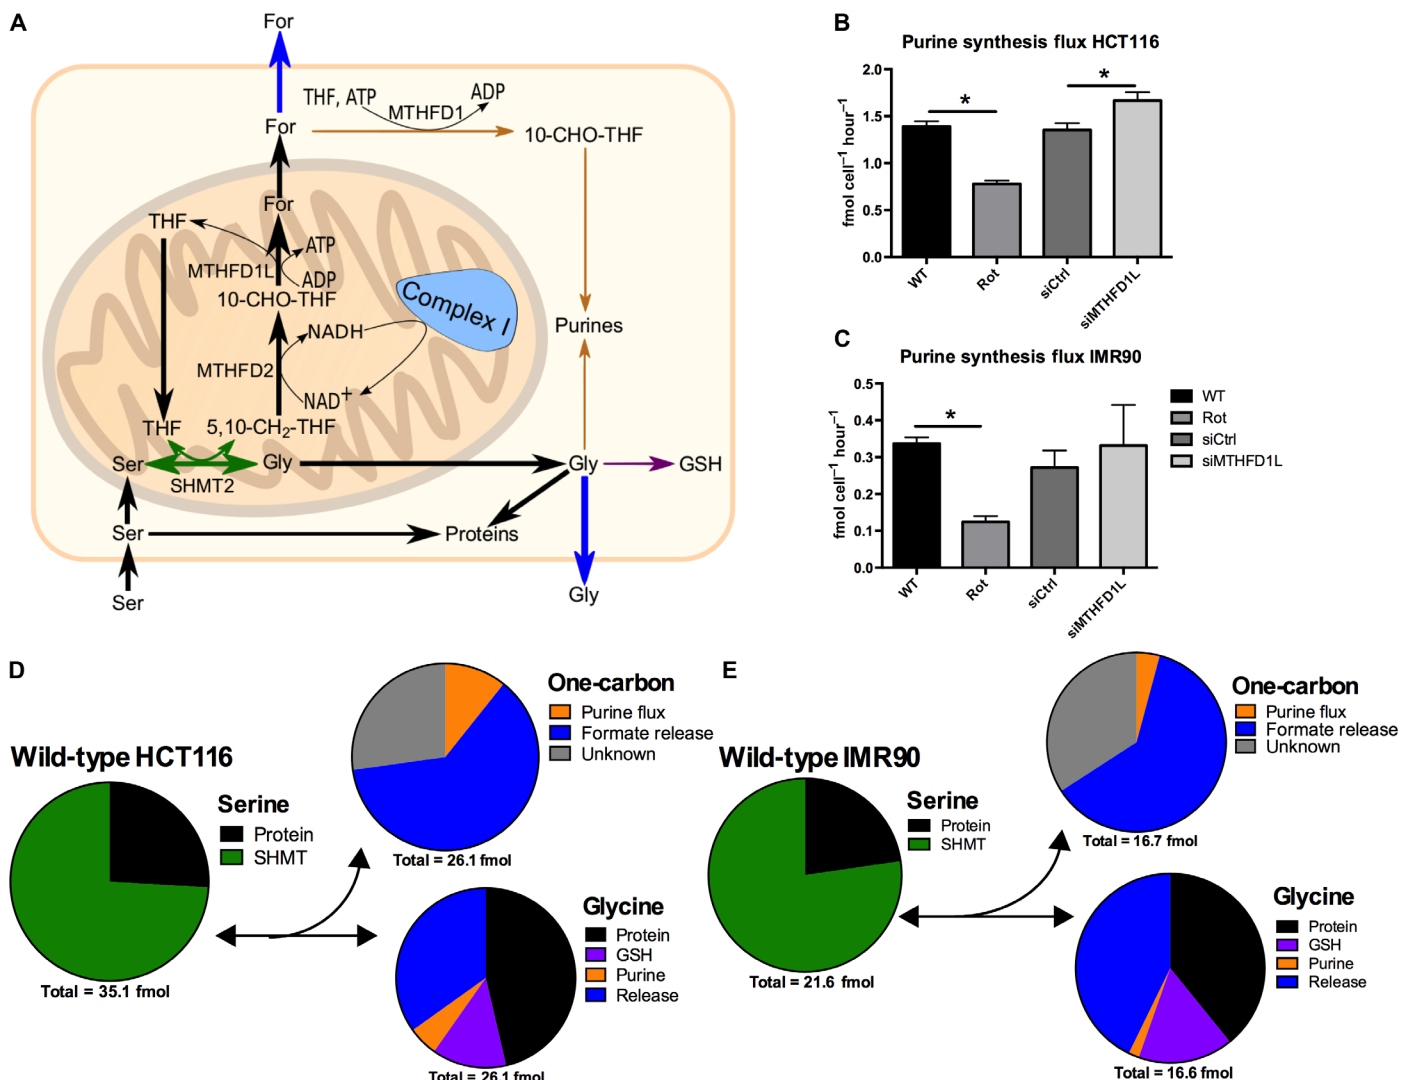 A
For
THF, ATP
ADP
MTHFD1
For
10-CHO-THF
For
THF
ATP
MTHFD1L
ADP
10-CHO-THF
Complex I
NADH
Purines
MTHFD2
NAD+
THF
5,10-CH2-THF
Ser
Gly
Gly
GSH
SHMT2
Ser
Proteins
Ser
Gly
B
Purine synthesis flux HCT116
fmol cell−1 hour−1
2.0
1.5
1.0
0.5
0.0
*
*
WT
Rot
siCtrl
siMTHFD1L
C
Purine synthesis flux IMR90
fmol cell−1 hour−1
0.5
0.4
0.3
0.2
0.1
0.0
*
WT
Rot
siCtrl
siMTHFD1L
WT
Rot
siCtrl
siMTHFD1L
D
Wild-type HCT116
Serine
Protein
SHMT
Total = 35.1 fmol
One-carbon
Purine flux
Formate release
Unknown
Total = 26.1 fmol
Glycine
Protein
GSH
Purine
Release
Total = 26.1 fmol
E
Wild-type IMR90
Serine
Protein
SHMT
Total = 21.6 fmol
One-carbon
Purine flux
Formate release
Unknown
Total = 16.7 fmol
Glycine
Protein
GSH
Purine
Release
Total = 16.6 fmol